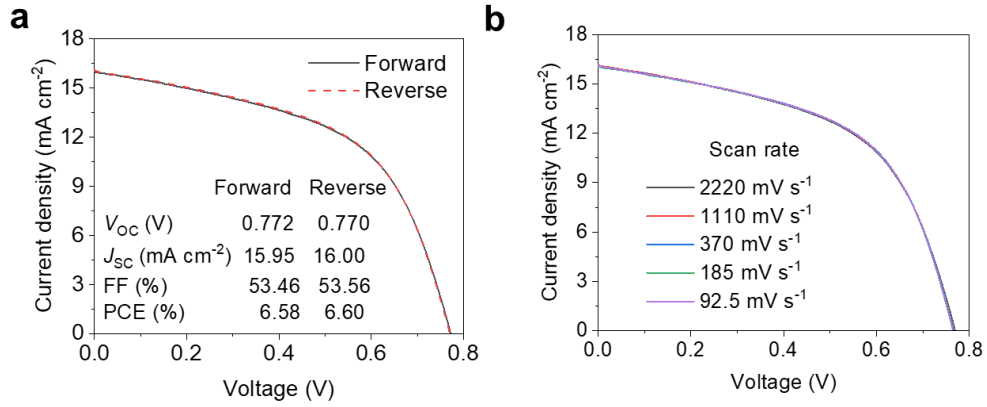 a
18
15
12
9
6
3
0
Current density (mA cm⁻²)
Forward
Reverse
Forward Reverse
V_OC (V) 0.772 0.770
J_SC (mA cm⁻²) 15.95 16.00
FF (%) 53.46 53.56
PCE (%) 6.58 6.60
0.0 0.2 0.4 0.6 0.8
Voltage (V)
b
18
15
12
9
6
3
0
Current density (mA cm⁻²)
Scan rate
2220 mV s⁻¹
1110 mV s⁻¹
370 mV s⁻¹
185 mV s⁻¹
92.5 mV s⁻¹
0.0 0.2 0.4 0.6 0.8
Voltage (V)